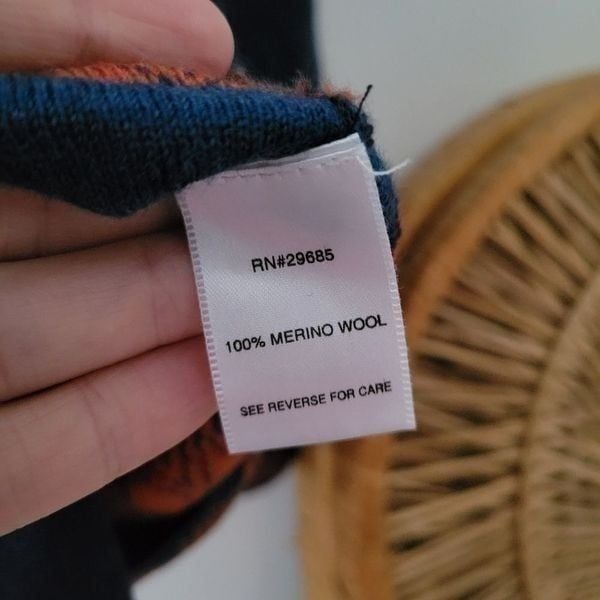 RN#29685
100% MERINO WOOL
SEE REVERSE FOR CARE